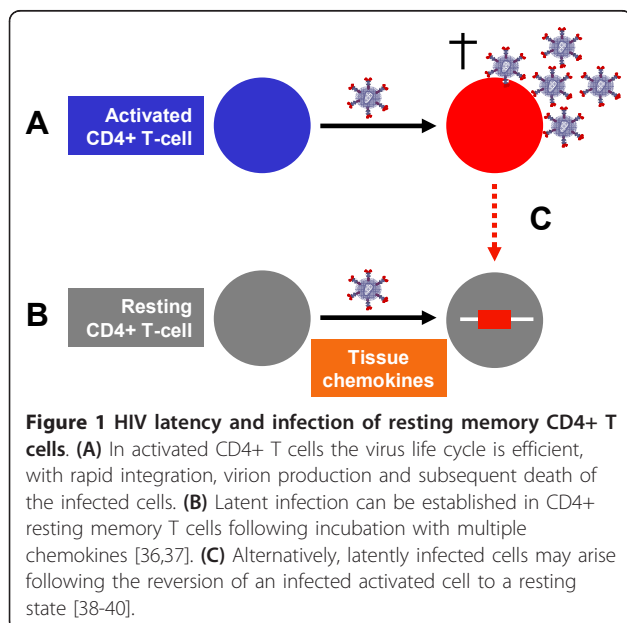 A
Activated
CD4+ T-cell
C
B
Resting
CD4+ T-cell
Tissue
chemokines
Figure 1 HIV latency and infection of resting memory CD4+ T
cells. (A) In activated CD4+ T cells the virus life cycle is efficient,
with rapid integration, virion production and subsequent death of
the infected cells. (B) Latent infection can be established in CD4+
resting memory T cells following incubation with multiple
chemokines [36,37]. (C) Alternatively, latently infected cells may arise
following the reversion of an infected activated cell to a resting
state [38-40].